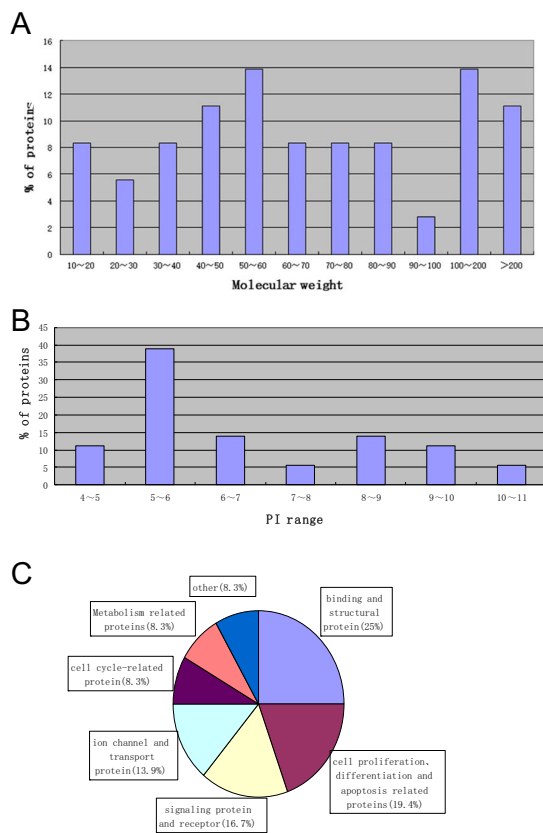 A
16
14
12
10
8
6
4
2
0
% of proteins
10～20 20～30 30～40 40～50 50～60 60～70 70～80 80～90 90～100 100～200 ＞200
Molecular weight
B
45
40
35
30
25
20
15
10
5
0
% of proteins
4～5 5～6 6～7 7～8 8～9 9～10 10～11
PI range
C
other(8.3%)
binding and
structural
protein(25%)
Metabolism related
proteins(8.3%)
cell cycle-related
protein(8.3%)
ion channel and
transport
protein(13.9%)
cell proliferation、
differentiation and
apoptosis related
proteins(19.4%)
signaling protein
and receptor(16.7%)